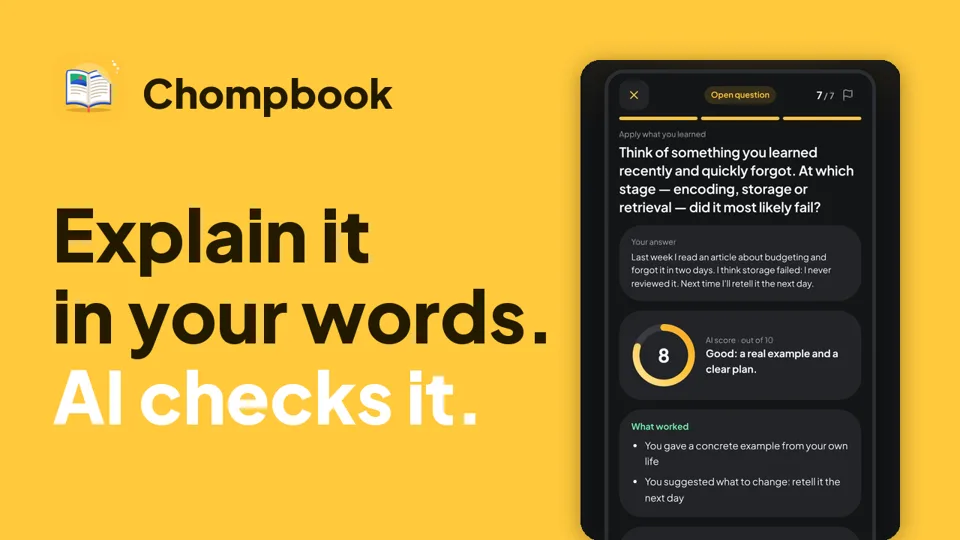 Chompbook
Explain it
in your words.
AI checks it.
Open question
7/7
Apply what you learned
Think of something you learned
recently and quickly forgot. At which
stage — encoding, storage or
retrieval — did it most likely fail?
Your answer
Last week I read an article about budgeting and
forgot it in two days. I think storage failed: I never
reviewed it. Next time I'll retell it the next day.
8
AI score · out of 10
Good: a real example and a
clear plan.
What worked
• You gave a concrete example from your own
life
• You suggested what to change: retell it the
next day